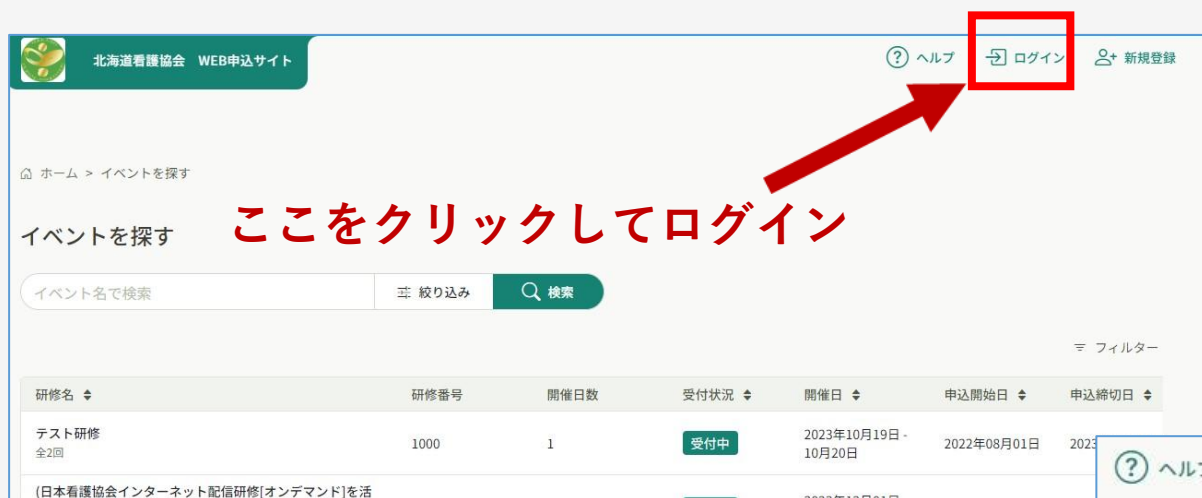 北海道看護協会 WEB申込サイト
ヘルプ ログイン 新規登録
ホーム > イベントを探す
ここをクリックしてログイン
イベントを探す
イベント名で検索 絞り込み 検索
フィルター
研修名 研修番号 開催日数 受付状況 開催日 申込開始日 申込締切日
テスト研修 1000 1 受付中 2023年10月19日 - 2022年08月01日 2023
全2回 10月20日
ヘル
(日本看護協会インターネット配信研修[オンデマンド]を活